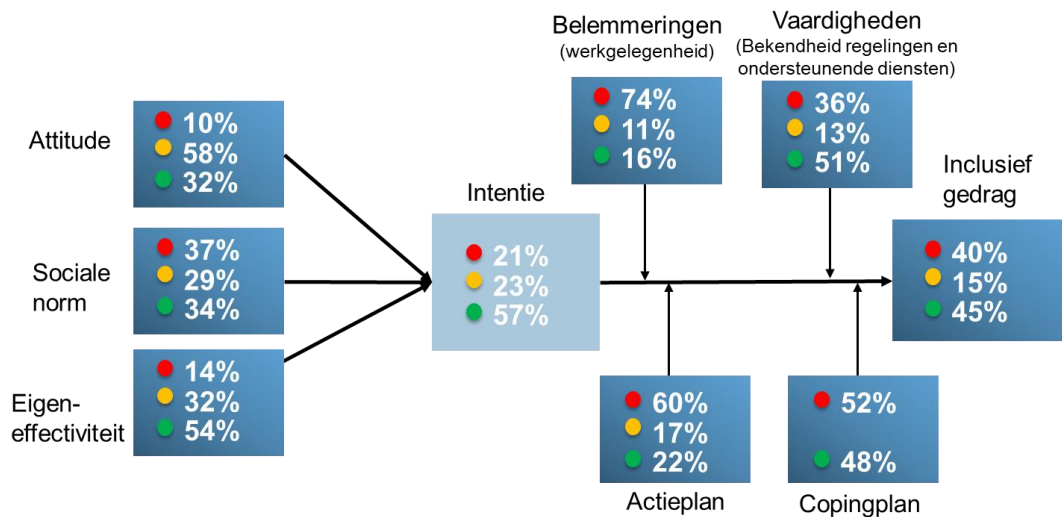 Attitude
10%
58%
32%
Sociale
norm
37%
29%
34%
Eigen-
effectiviteit
14%
32%
54%
Intentie
21%
23%
57%
Belemmeringen
(werkgelegenheid)
74%
11%
16%
Vaardigheden
(Bekendheid regelingen en
ondersteunende diensten)
36%
13%
51%
60%
17%
22%
Actieplan
52%
48%
Copingplan
Inclusief
gedrag
40%
15%
45%